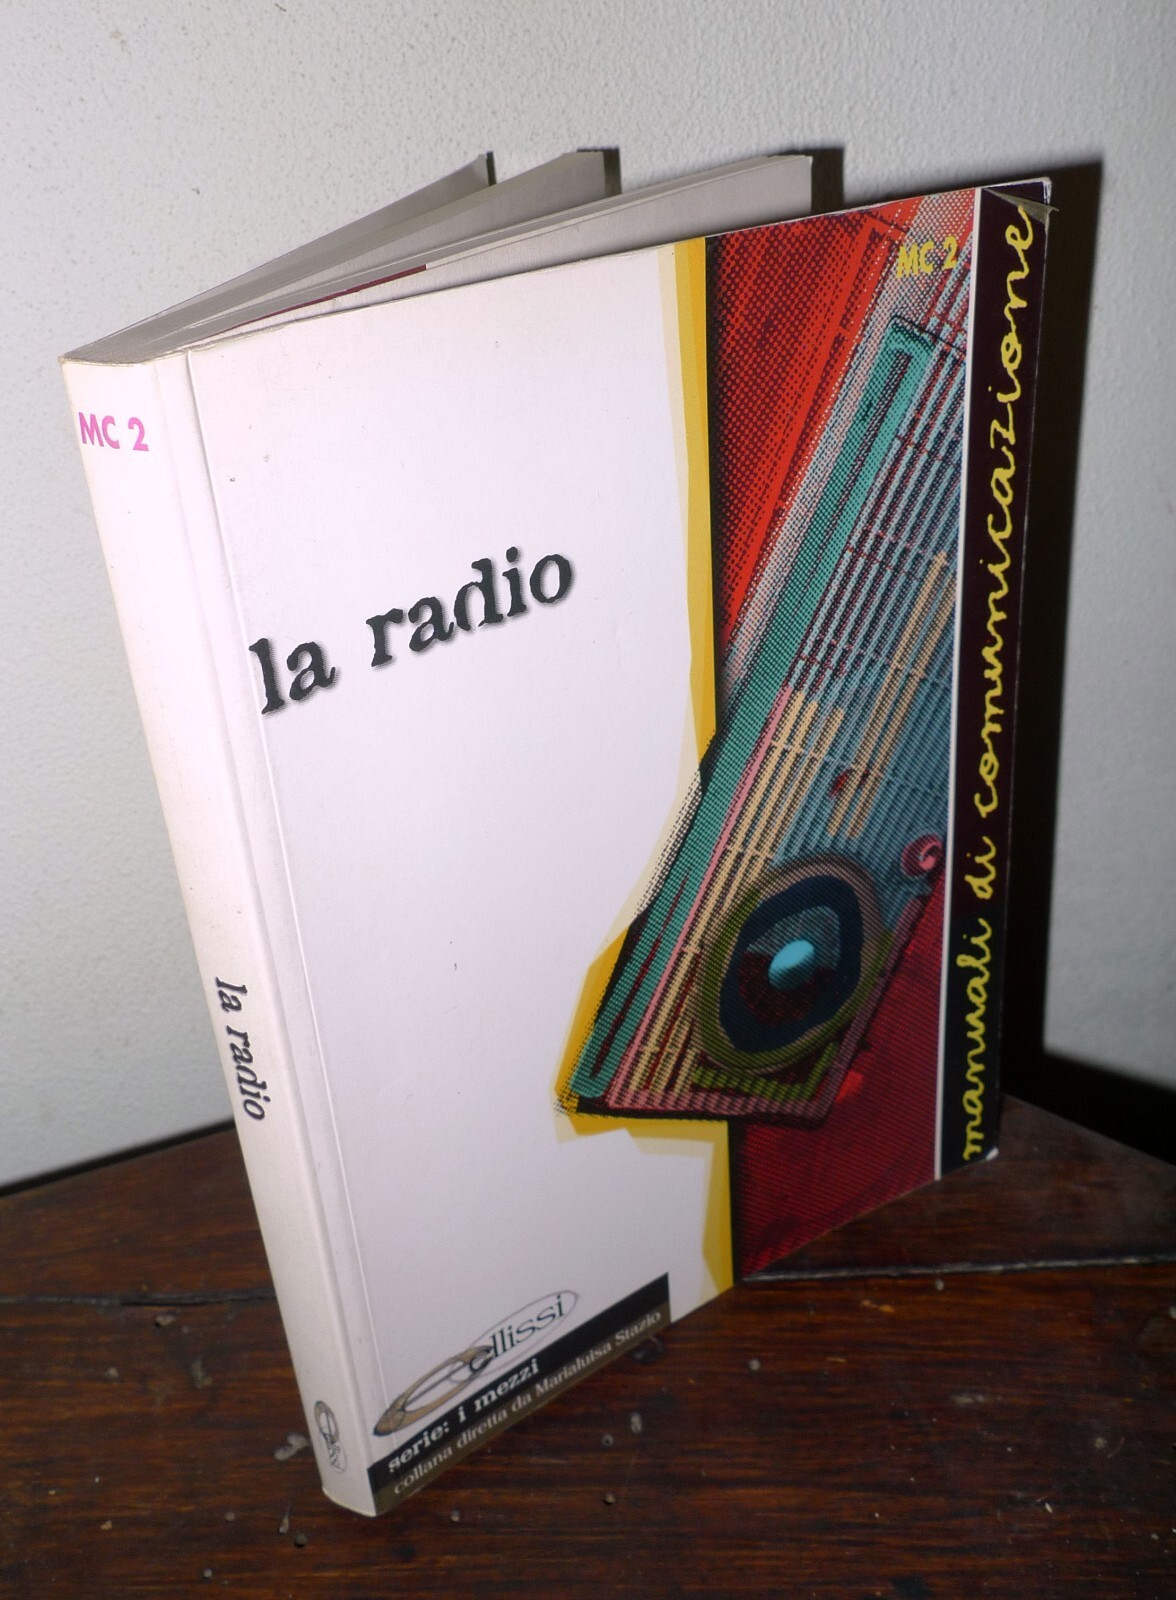 MC 2
la radio
MC 2
la radio
manuali di comunicazione
ellissi
serie: i mezzi
collana diretta da Marialuisa Stazio